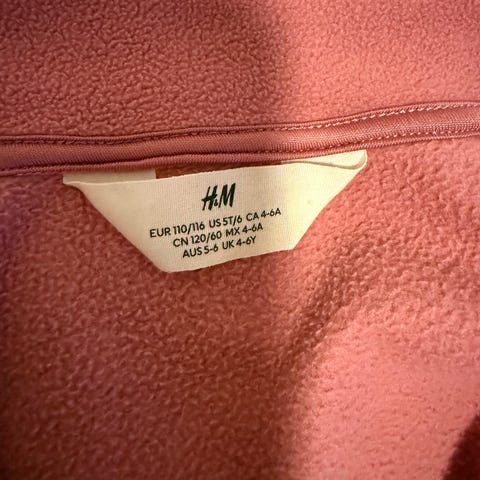 H&M
EUR 110/116 US 5T/6 CA 4-6A
CN 120/60 MX 4-6A
AUS 5-6 UK 4-6Y